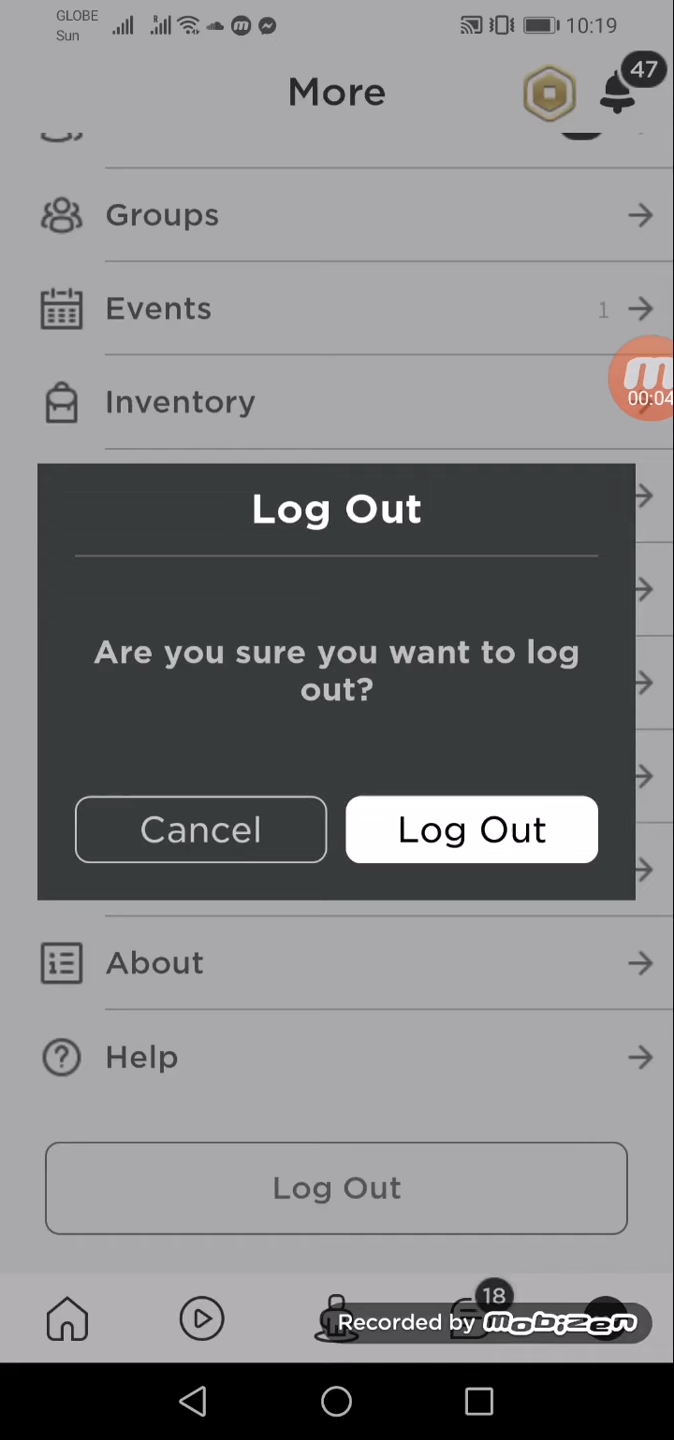 GLOBE
Sun
10:19
More
47
Groups
Events
1
Inventory
00:04
Log Out
Are you sure you want to log
out?
Cancel
Log Out
About
Help
Log Out
18
Recorded by mobizen